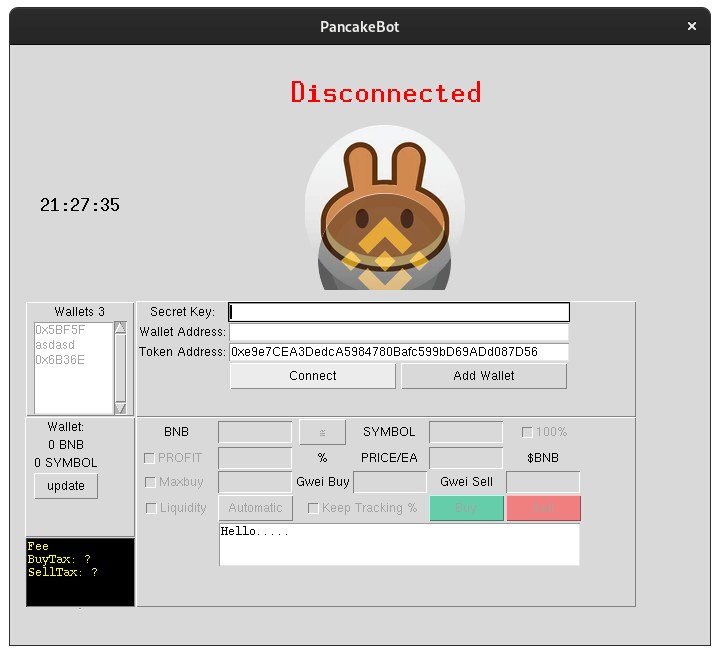 PancakeBot ×
Disconnected
21:27:35
Wallets 3
0x5BF5F
asdasd
0x6B36E
Secret Key:
Wallet Address:
Token Address: 0xe9e7CEA3DedcA5984780Bafc599bD69ADd087D56
Connect Add Wallet
Wallet:
0 BNB
0 SYMBOL
update
BNB ≅ SYMBOL 100%
PROFIT % PRICE/EA $BNB
Maxbuy Gwei Buy Gwei Sell
Liquidity Automatic Keep Tracking % Buy
Hello.....
Fee
BuyTax: ?
SellTax: ?